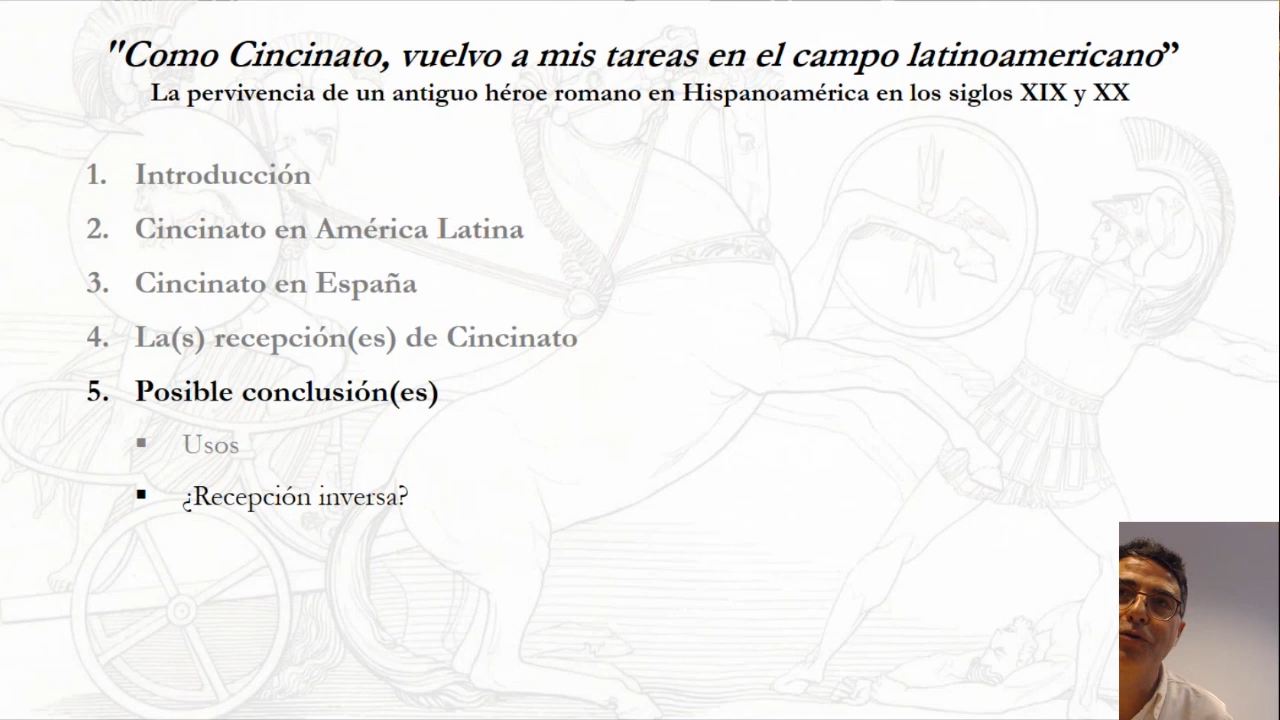 "Como Cincinato, vuelvo a mis tareas en el campo latinoamericano”
La pervivencia de un antiguo héroe romano en Hispanoamérica en los siglos XIX y XX
1. Introducción
2. Cincinato en América Latina
3. Cincinato en España
4. La(s) recepción(es) de Cincinato
5. Posible conclusión(es)
▪ Usos
▪ ¿Recepción inversa?